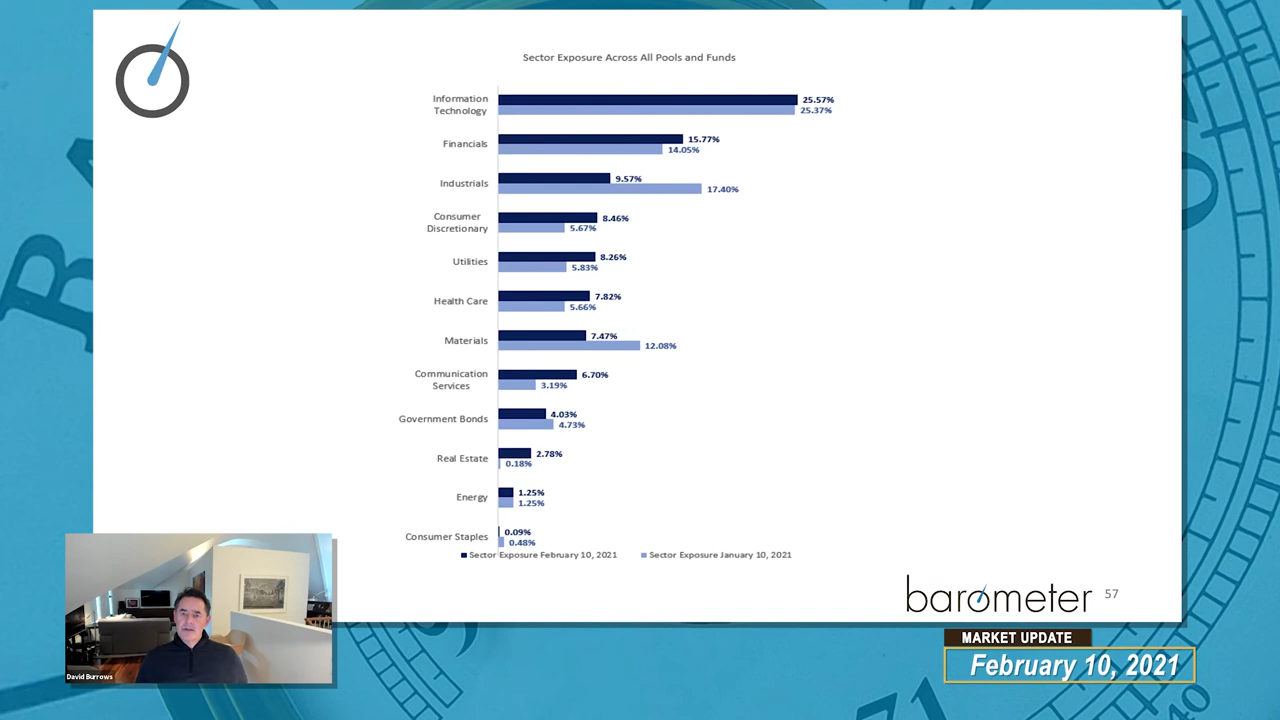 Sector Exposure Across All Pools and Funds
Information
Technology
25.57%
25.37%
Financials
15.77%
14.05%
Industrials
9.57%
17.40%
Consumer
Discretionary
8.46%
5.67%
Utilities
8.26%
5.83%
Health Care
7.82%
5.66%
Materials
7.47%
12.08%
Communication
Services
6.70%
3.19%
Government Bonds
4.03%
4.73%
Real Estate
2.78%
0.18%
Energy
1.25%
1.25%
Consumer Staples
0.09%
0.48%
Sector Exposure February 10, 2021
Sector Exposure January 10, 2021
barometer
57
MARKET UPDATE
February 10, 2021
David Burrows